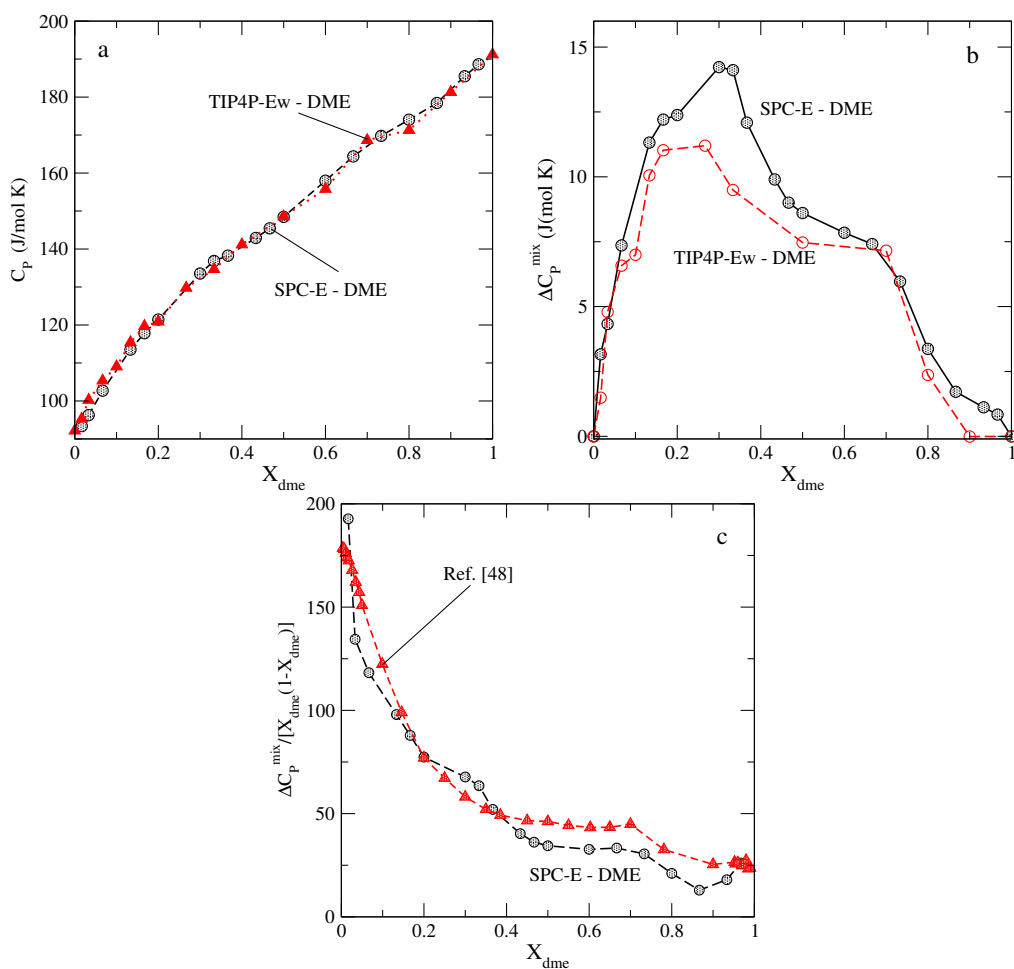 a
200
180
160
140
120
100
C_P (J/mol K)
TIP4P-Ew - DME
SPC-E - DME
0 0.2 0.4 0.6 0.8 1
X_dme
b
15
10
5
0
ΔC_P^mix (J(mol K)
SPC-E - DME
TIP4P-Ew - DME
0 0.2 0.4 0.6 0.8 1
X_dme
c
200
150
100
50
0
ΔC_P^mix/[X_dme(1-X_dme)]
Ref. [48]
SPC-E - DME
0 0.2 0.4 0.6 0.8 1
X_dme